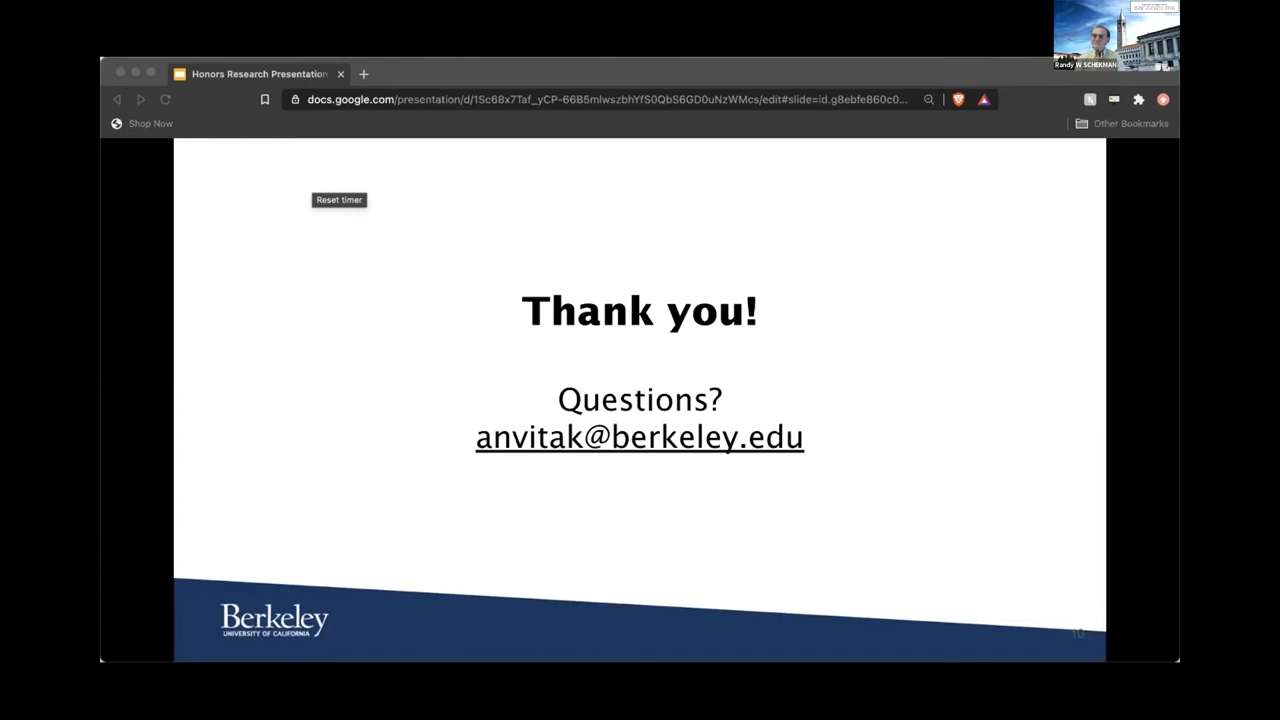 Randy W SCHEKMAN
Honors Research Presentation
docs.google.com/presentation/d/1Sc68x7Taf_yCP-66B5mlwszbhYfS0QbS6GD0uNzWMcs/edit#slide=id.g8ebfe860c0...
Shop Now
Other Bookmarks
Reset timer
Thank you!
Questions?
anvitak@berkeley.edu
Berkeley
UNIVERSITY OF CALIFORNIA
10